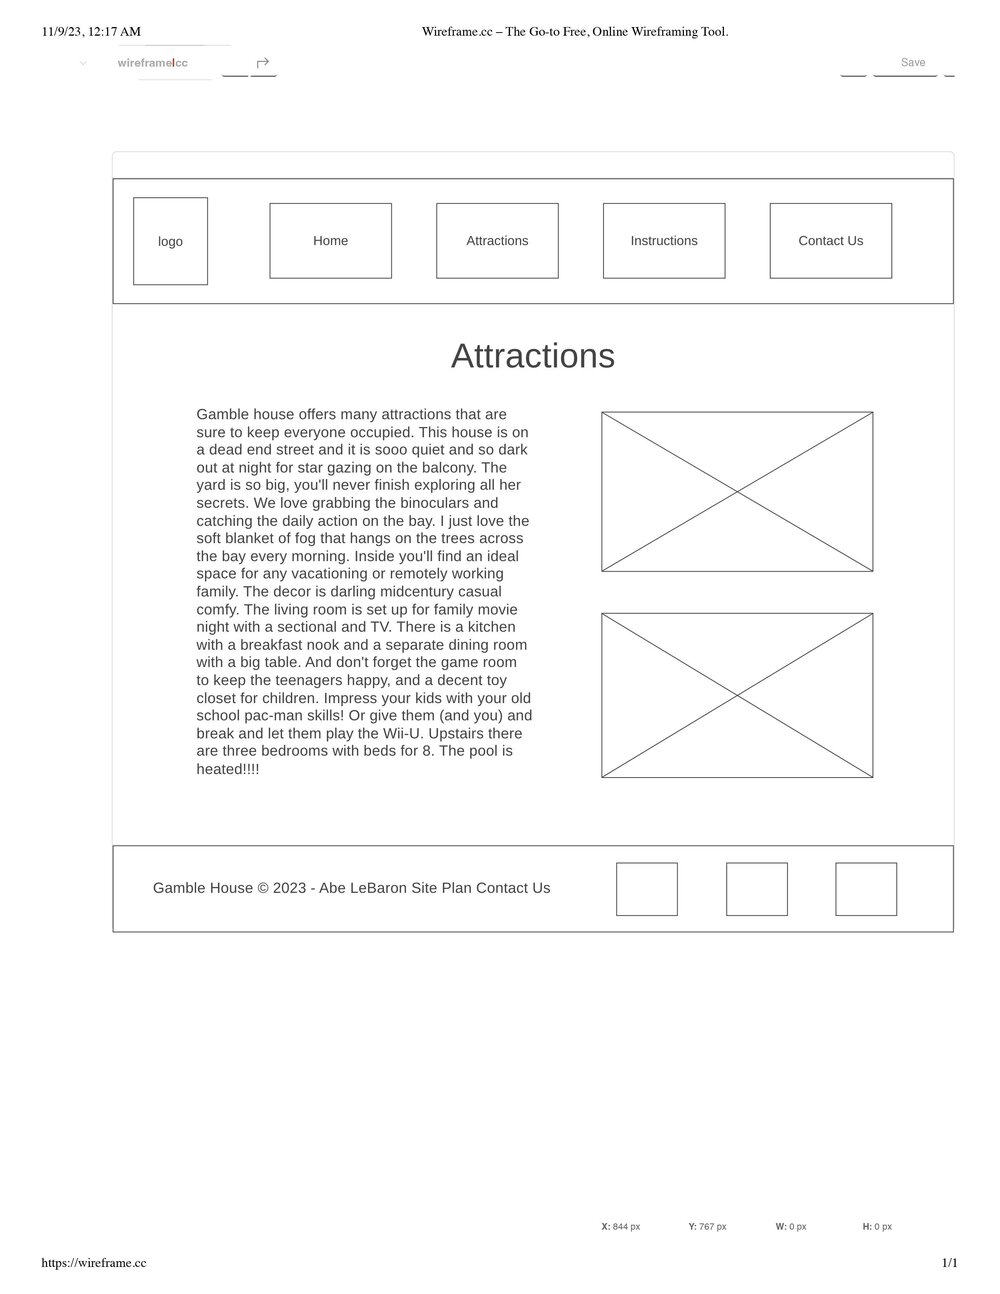 11/9/23, 12:17 AM
Wireframe.cc – The Go-to Free, Online Wireframing Tool.
wireframe|cc
Save
logo
Home
Attractions
Instructions
Contact Us
Attractions
Gamble house offers many attractions that are
sure to keep everyone occupied. This house is on
a dead end street and it is sooo quiet and so dark
out at night for star gazing on the balcony. The
yard is so big, you'll never finish exploring all her
secrets. We love grabbing the binoculars and
catching the daily action on the bay. I just love the
soft blanket of fog that hangs on the trees across
the bay every morning. Inside you'll find an ideal
space for any vacationing or remotely working
family. The decor is darling midcentury casual
comfy. The living room is set up for family movie
night with a sectional and TV. There is a kitchen
with a breakfast nook and a separate dining room
with a big table. And don't forget the game room
to keep the teenagers happy, and a decent toy
closet for children. Impress your kids with your old
school pac-man skills! Or give them (and you) and
break and let them play the Wii-U. Upstairs there
are three bedrooms with beds for 8. The pool is
heated!!!!
Gamble House © 2023 - Abe LeBaron Site Plan Contact Us
X: 844 px
Y: 767 px
W: 0 px
H: 0 px
https://wireframe.cc
1/1